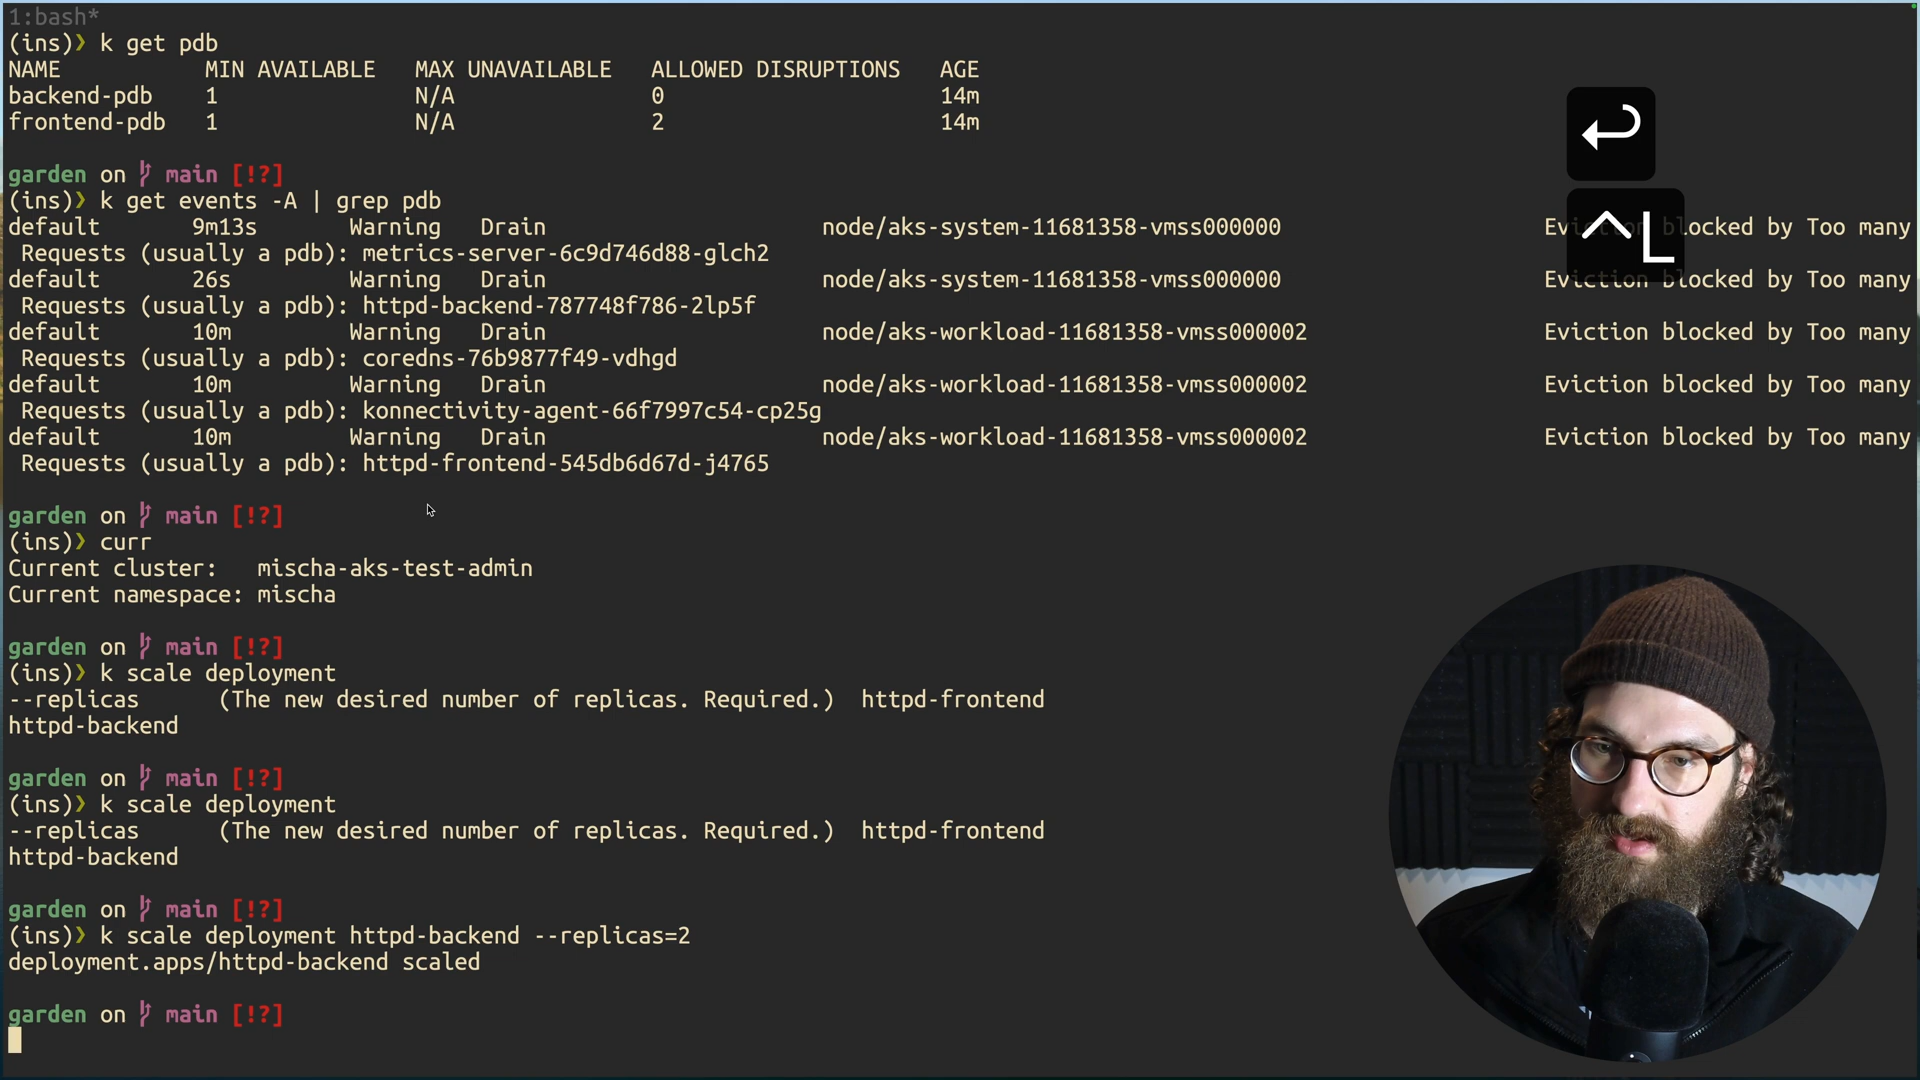 1:bash*
(ins)❯ k get pdb
NAME           MIN AVAILABLE   MAX UNAVAILABLE   ALLOWED DISRUPTIONS   AGE
backend-pdb    1               N/A               0                     14m
frontend-pdb   1               N/A               2                     14m
garden on main [!?]
(ins)❯ k get events -A | grep pdb
default       9m13s       Warning   Drain                     node/aks-system-11681358-vmss000000                    Ev locked by Too many
 Requests (usually a pdb): metrics-server-6c9d746d88-glch2
default       26s         Warning   Drain                     node/aks-system-11681358-vmss000000                    Eviction blocked by Too many
 Requests (usually a pdb): httpd-backend-787748f786-2lp5f
default       10m         Warning   Drain                     node/aks-workload-11681358-vmss000002                  Eviction blocked by Too many
 Requests (usually a pdb): coredns-76b9877f49-vdhgd
default       10m         Warning   Drain                     node/aks-workload-11681358-vmss000002                  Eviction blocked by Too many
 Requests (usually a pdb): konnectivity-agent-66f7997c54-cp25g
default       10m         Warning   Drain                     node/aks-workload-11681358-vmss000002                  Eviction blocked by Too many
 Requests (usually a pdb): httpd-frontend-545db6d67d-j4765
garden on main [!?]
(ins)❯ curr
Current cluster:   mischa-aks-test-admin
Current namespace: mischa
garden on main [!?]
(ins)❯ k scale deployment
--replicas      (The new desired number of replicas. Required.)  httpd-frontend
httpd-backend
garden on main [!?]
(ins)❯ k scale deployment
--replicas      (The new desired number of replicas. Required.)  httpd-frontend
httpd-backend
garden on main [!?]
(ins)❯ k scale deployment httpd-backend --replicas=2
deployment.apps/httpd-backend scaled
garden on main [!?]
⮐
^L